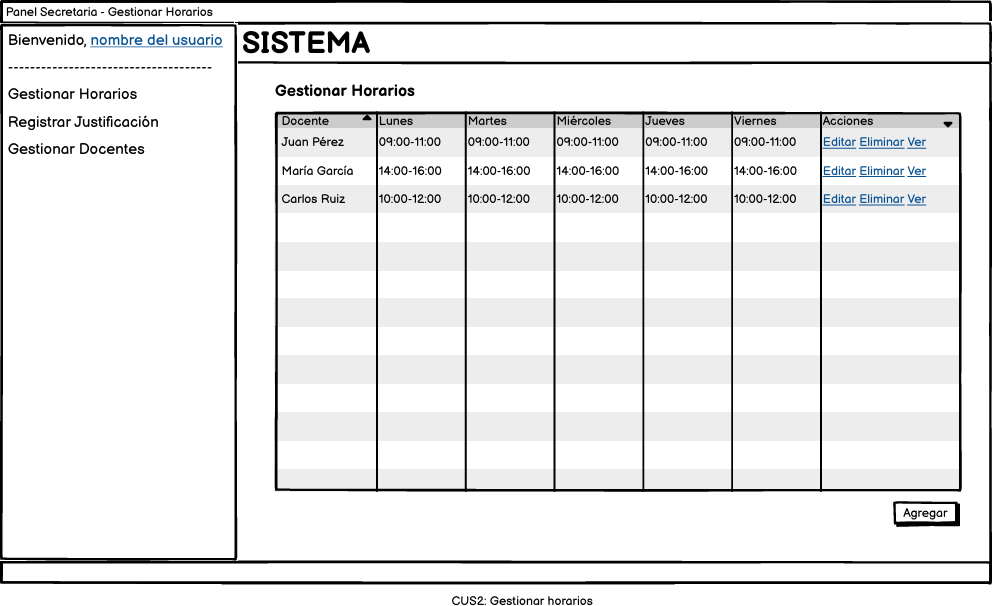 Panel Secretaria - Gestionar Horarios
Bienvenido, nombre del usuario
-------------------------------------
Gestionar Horarios
Registrar Justificación
Gestionar Docentes
SISTEMA
Gestionar Horarios
Docente Lunes Martes Miércoles Jueves Viernes Acciones
Juan Pérez 09:00-11:00 09:00-11:00 09:00-11:00 09:00-11:00 09:00-11:00 Editar Eliminar Ver
María García 14:00-16:00 14:00-16:00 14:00-16:00 14:00-16:00 14:00-16:00 Editar Eliminar Ver
Carlos Ruiz 10:00-12:00 10:00-12:00 10:00-12:00 10:00-12:00 10:00-12:00 Editar Eliminar Ver
Agregar
CUS2: Gestionar horarios